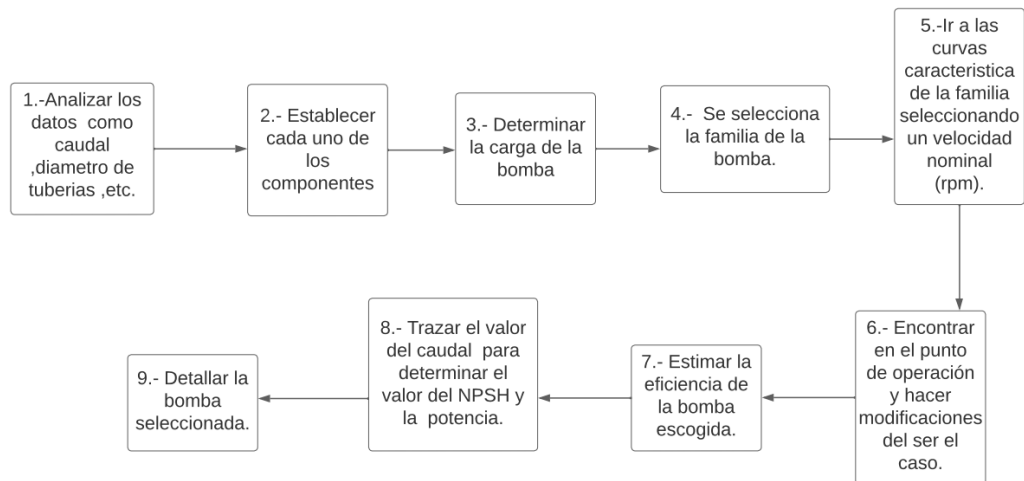 1.-Analizar los
datos como
caudal
,diametro de
tuberias ,etc.
2.- Establecer
cada uno de
los
componentes
3.- Determinar
la carga de la
bomba
4.- Se selecciona
la familia de la
bomba.
5.-Ir a las
curvas
caracteristica
de la familia
seleccionando
un velocidad
nominal
(rpm).
6.- Encontrar
en el punto
de operación
y hacer
modificaciones
del ser el
caso.
7.- Estimar la
eficiencia de
la bomba
escogida.
8.- Trazar el valor
del caudal para
determinar el
valor del NPSH y
la potencia.
9.- Detallar la
bomba
seleccionada.